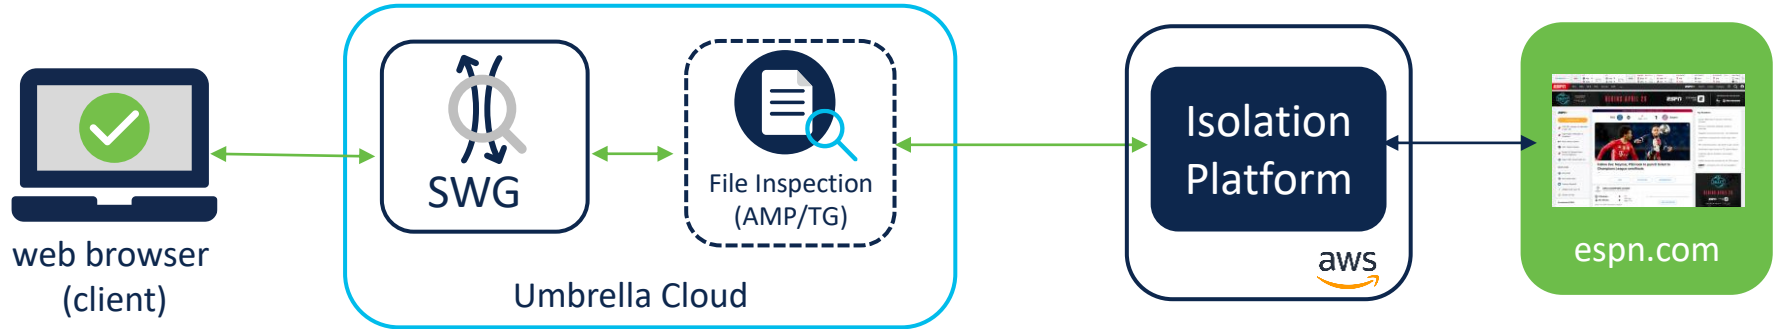 web browser
(client)
SWG
File Inspection
(AMP/TG)
Umbrella Cloud
Isolation
Platform
aws
espn.com